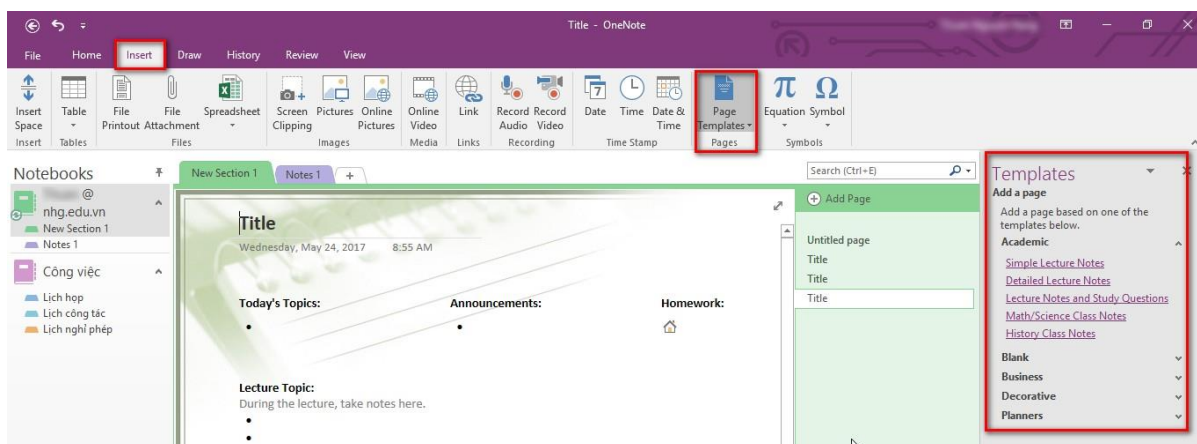 Title - OneNote
File Home Insert Draw History Review View
Insert Space
Table
File Printout
File Attachment
Spreadsheet
Screen Clipping
Pictures
Online Pictures
Online Video
Link
Record Audio
Record Video
Date
Time
Date & Time
Page Templates
Equation
Symbol
Insert Tables Files Images Media Links Recording Time Stamp Pages Symbols
Notebooks
@
nhg.edu.vn
New Section 1
Notes 1
Công việc
Lịch họp
Lịch công tác
Lịch nghỉ phép
New Section 1 Notes 1
Search (Ctrl+E)
Title
Wednesday, May 24, 2017 8:55 AM
Today's Topics: Announcements: Homework:
Lecture Topic:
During the lecture, take notes here.
Add Page
Untitled page
Title
Title
Title
Templates
Add a page
Add a page based on one of the
templates below.
Academic
Simple Lecture Notes
Detailed Lecture Notes
Lecture Notes and Study Questions
Math/Science Class Notes
History Class Notes
Blank
Business
Decorative
Planners